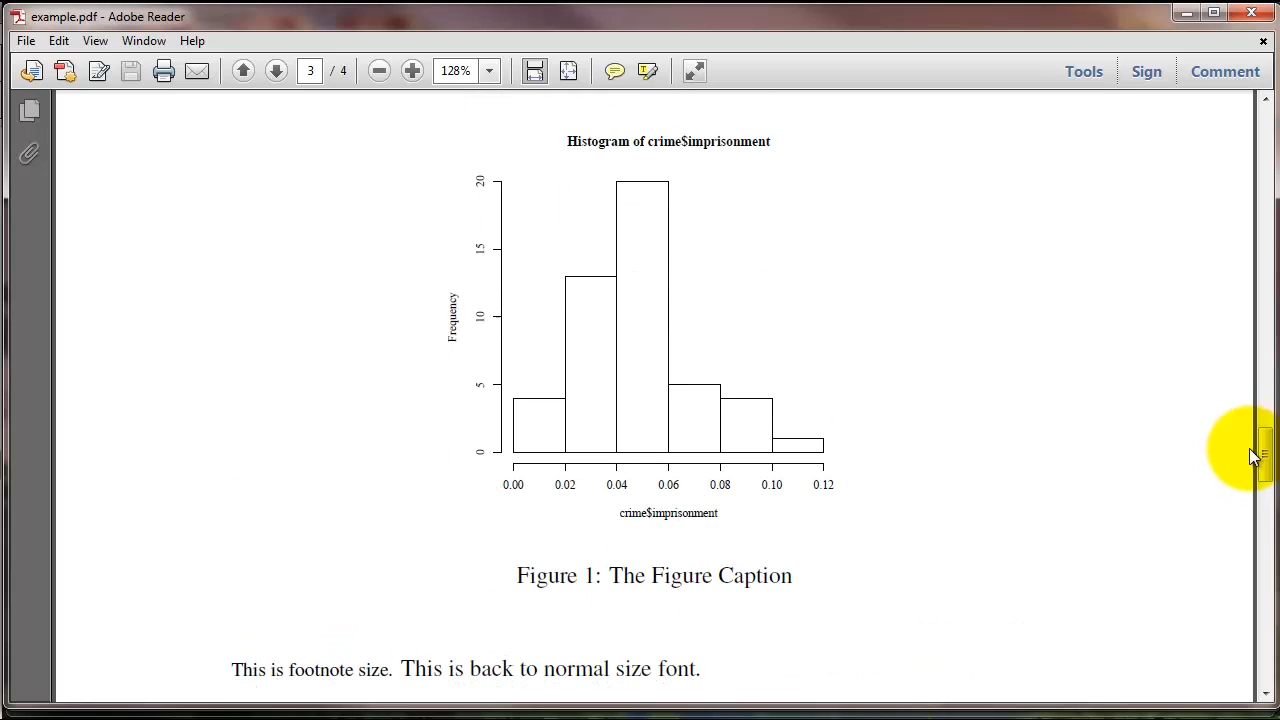 example.pdf - Adobe Reader
File Edit View Window Help
3 / 4 128% Tools Sign Comment
Histogram of crime$imprisonment
20
15
10
5
0
Frequency
0.00 0.02 0.04 0.06 0.08 0.10 0.12
crime$imprisonment
Figure 1: The Figure Caption
This is footnote size. This is back to normal size font.